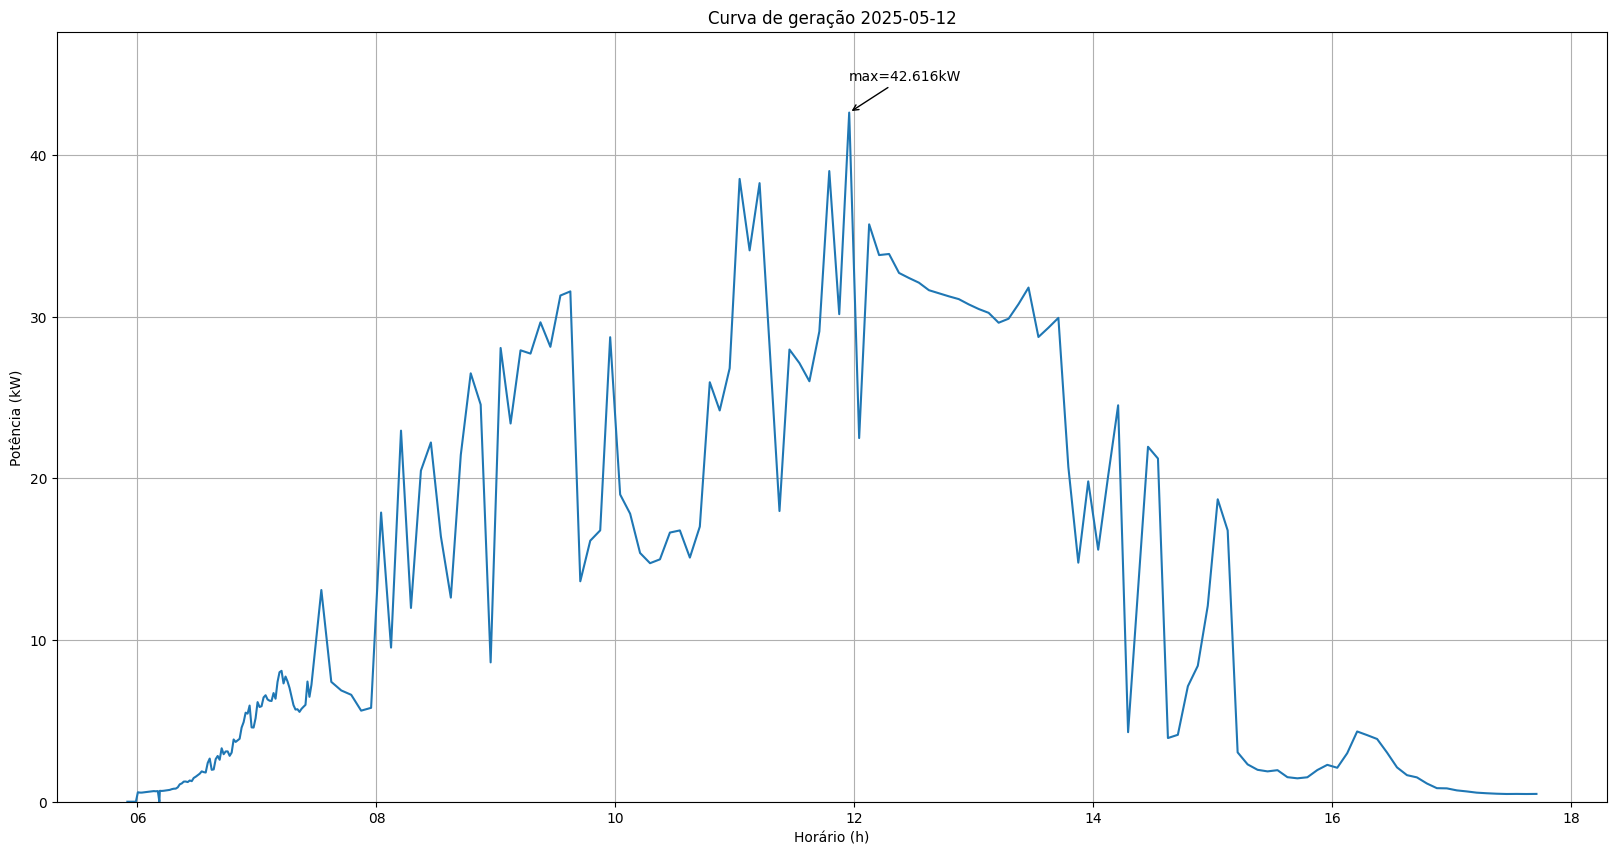 Curva de geração 2025-05-12
max=42.616kW
Potência (kW)
40
30
20
10
0
06 08 10 12 14 16 18
Horário (h)